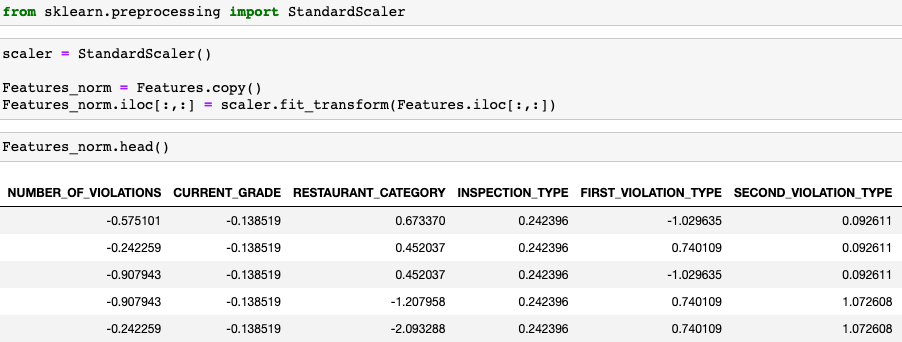 from sklearn.preprocessing import StandardScaler
scaler = StandardScaler()
Features_norm = Features.copy()
Features_norm.iloc[:,:] = scaler.fit_transform(Features.iloc[:,:])
Features_norm.head()
NUMBER_OF_VIOLATIONS CURRENT_GRADE RESTAURANT_CATEGORY INSPECTION_TYPE FIRST_VIOLATION_TYPE SECOND_VIOLATION_TYPE
-0.575101 -0.138519 0.673370 0.242396 -1.029635 0.092611
-0.242259 -0.138519 0.452037 0.242396 0.740109 0.092611
-0.907943 -0.138519 0.452037 0.242396 -1.029635 0.092611
-0.907943 -0.138519 -1.207958 0.242396 0.740109 1.072608
-0.242259 -0.138519 -2.093288 0.242396 0.740109 1.072608